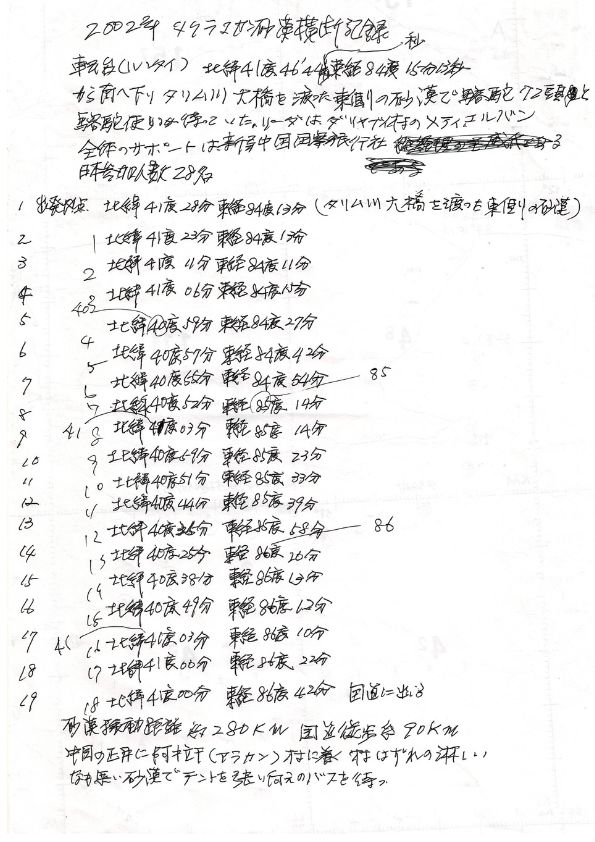 2002年 タクラマカン砂漠横断記録
輪台(ルンタイ) 北緯41度46'44秒 東経84度15分13秒
から南へ下り タリム川大橋を渡った東側の砂漠で駱駝72頭と
駱駝使いが待っていた。リーダはダリヤブイ村のメティエルバン
全体のサポートは新疆中国国際旅行社
日本参加人数28名
1 出発地点 北緯41度28分 東経84度13分 (タリム川大橋を渡った東側の砂漠)
2 1 北緯41度23分 東経84度13分
3 2 北緯41度11分 東経84度11分
4 3 北緯41度06分 東経84度15分
402
5 4 北緯40度59分 東経84度27分
6 5 北緯40度57分 東経84度42分
7 6 北緯40度55分 東経84度54分 85
8 7 北緯40度52分 東経85度14分
9 41 8 北緯41度03分 東経85度14分
10 9 北緯40度59分 東経85度23分
11 10 北緯40度51分 東経85度33分
12 11 北緯40度44分 東経85度39分
13 12 北緯40度35分 東経85度58分 86
14 13 北緯40度25分 東経86度10分
15 14 北緯40度38分 東経86度13分
16 15 北緯40度49分 東経86度12分
17 41 16 北緯41度03分 東経86度10分
18 17 北緯41度00分 東経86度22分
19 18 北緯41度00分 東経86度42分 国道に出る
砂漠移動距離 約280KM 国道徒歩 90KM
中国の 阿拉干(アラカン)村に着く 村はずれの淋しい
砂漠でテントを張り迎えのバスを待つ